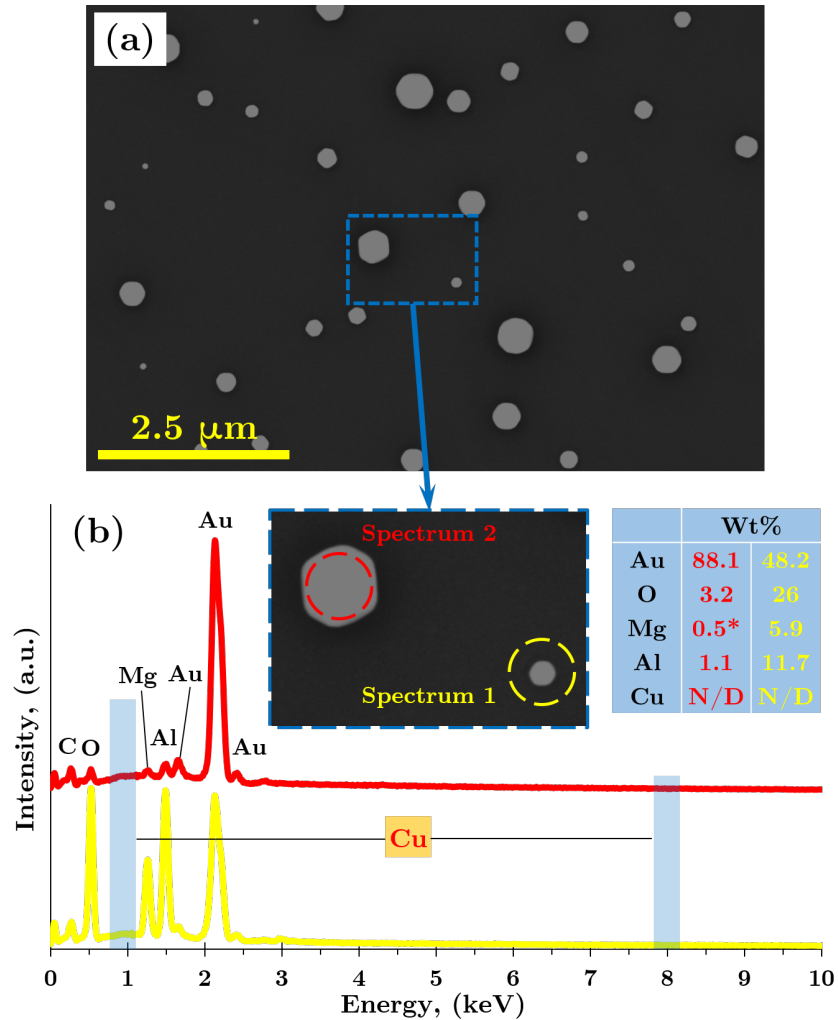 (a)
2.5 μm
(b)
Au
Spectrum 2
Spectrum 1
Wt%
Au 88.1 48.2
O 3.2 26
Mg 0.5* 5.9
Al 1.1 11.7
Cu N/D N/D
Mg Au
C O Al Au
Cu
Intensity, (a.u.)
0 1 2 3 4 5 6 7 8 9 10
Energy, (keV)